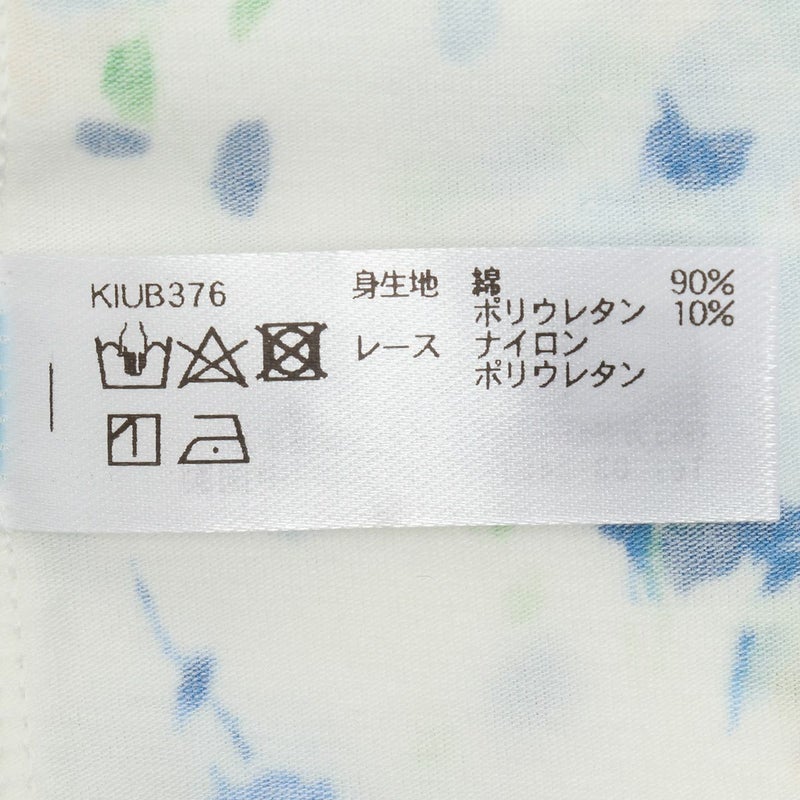 KIUB376
身生地 綿 90%
ポリウレタン 10%
レース ナイロン
ポリウレタン